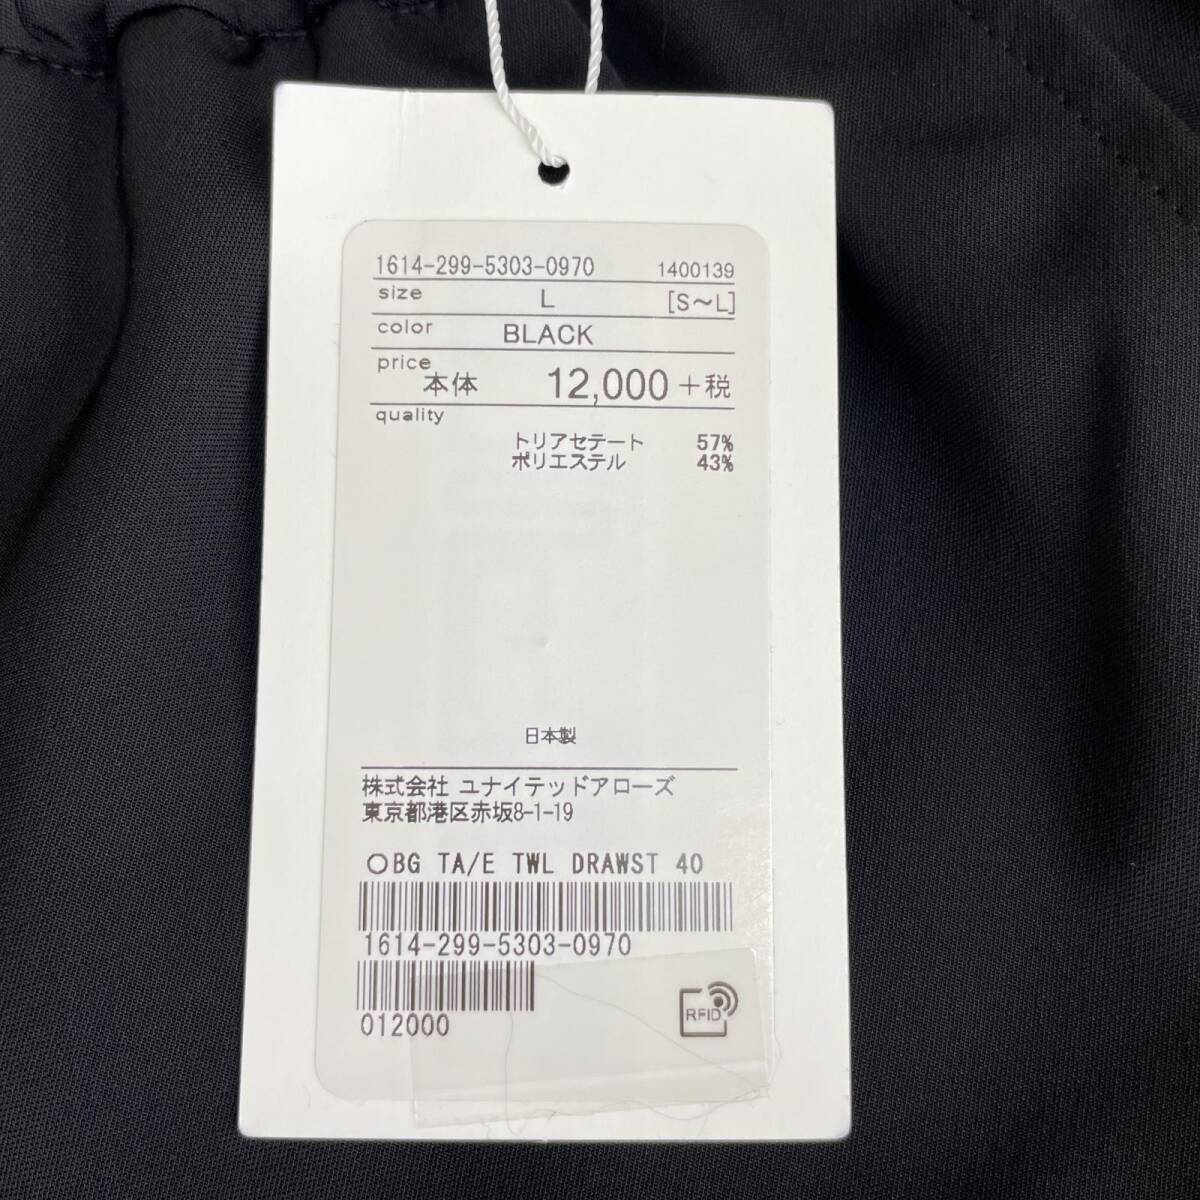 1614-299-5303-0970 1400139
size L [S〜L]
color BLACK
price 本体 12,000 +税
quality
トリアセテート 57%
ポリエステル 43%
日本製
株式会社 ユナイテッドアローズ
東京都港区赤坂8-1-19
○BG TA/E TWL DRAWST 40
1614-299-5303-0970
012000
RFID